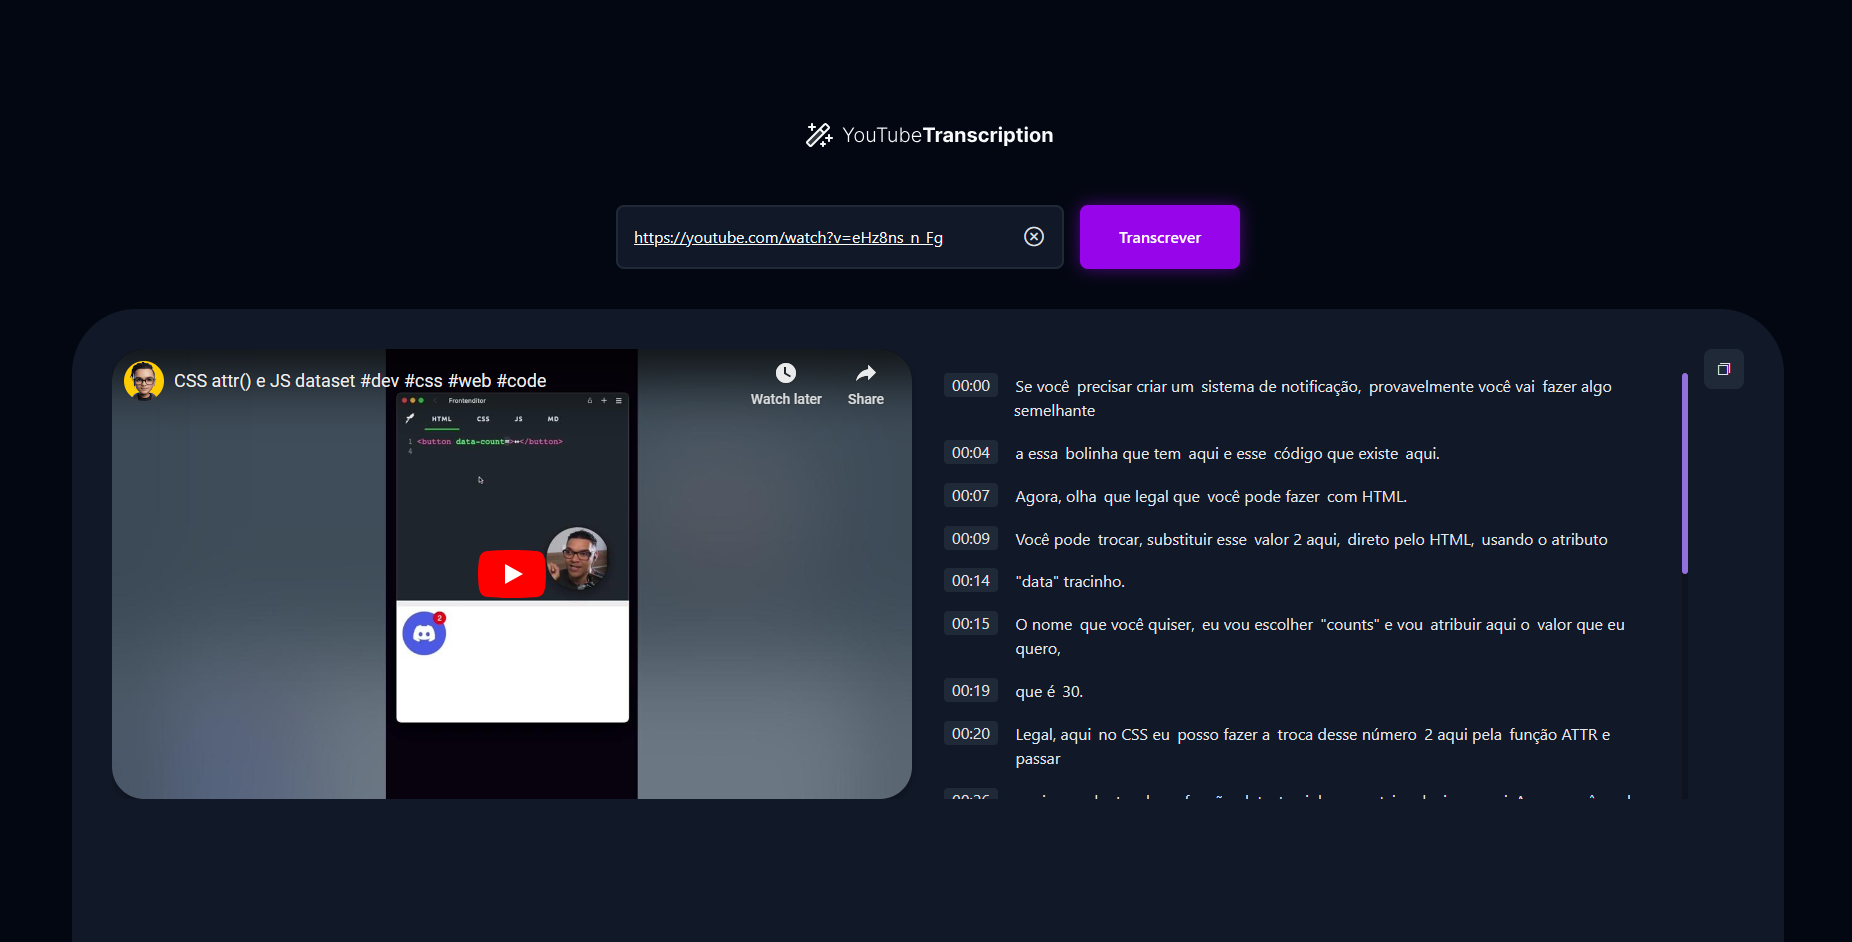 YouTubeTranscription
https://youtube.com/watch?v=eHz8ns_n_Fg
Transcrever
CSS attr() e JS dataset #dev #css #web #code
Watch later
Share
Frontenditor
HTML CSS JS MD
1 <button data-count=></button>
4
2
00:00 Se você precisar criar um sistema de notificação, provavelmente você vai fazer algo
semelhante
00:04 a essa bolinha que tem aqui e esse código que existe aqui.
00:07 Agora, olha que legal que você pode fazer com HTML.
00:09 Você pode trocar, substituir esse valor 2 aqui, direto pelo HTML, usando o atributo
00:14 "data" tracinho.
00:15 O nome que você quiser, eu vou escolher "counts" e vou atribuir aqui o valor que eu
quero,
00:19 que é 30.
00:20 Legal, aqui no CSS eu posso fazer a troca desse número 2 aqui pela função ATTR e
passar